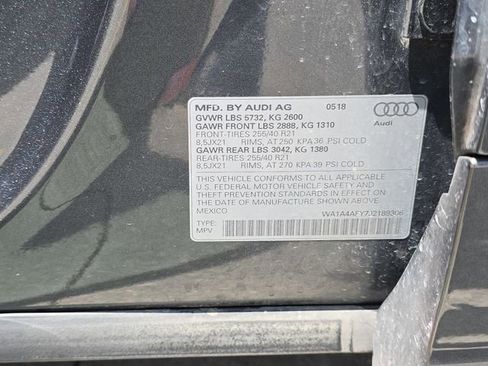 MFD. BY AUDI AG 0518
GVWR LBS 5732, KG 2600
GAWR FRONT LBS 2888, KG 1310
FRONT-TIRES 255/40 R21
8,5JX21 RIMS, AT 250 KPA 36 PSI COLD
GAWR REAR LBS 3042, KG 1380
REAR-TIRES 255/40 R21
8,5JX21 RIMS, AT 270 KPA 39 PSI COLD
Audi
THIS VEHICLE CONFORMS TO ALL APPLICABLE
U.S. FEDERAL MOTOR VEHICLE SAFETY AND
THEFT PREVENTION STANDARDS IN EFFECT ON
THE DATE OF MANUFACTURE SHOWN ABOVE
MEXICO
WA1A4AFY7J2189306
TYPE:
MPV